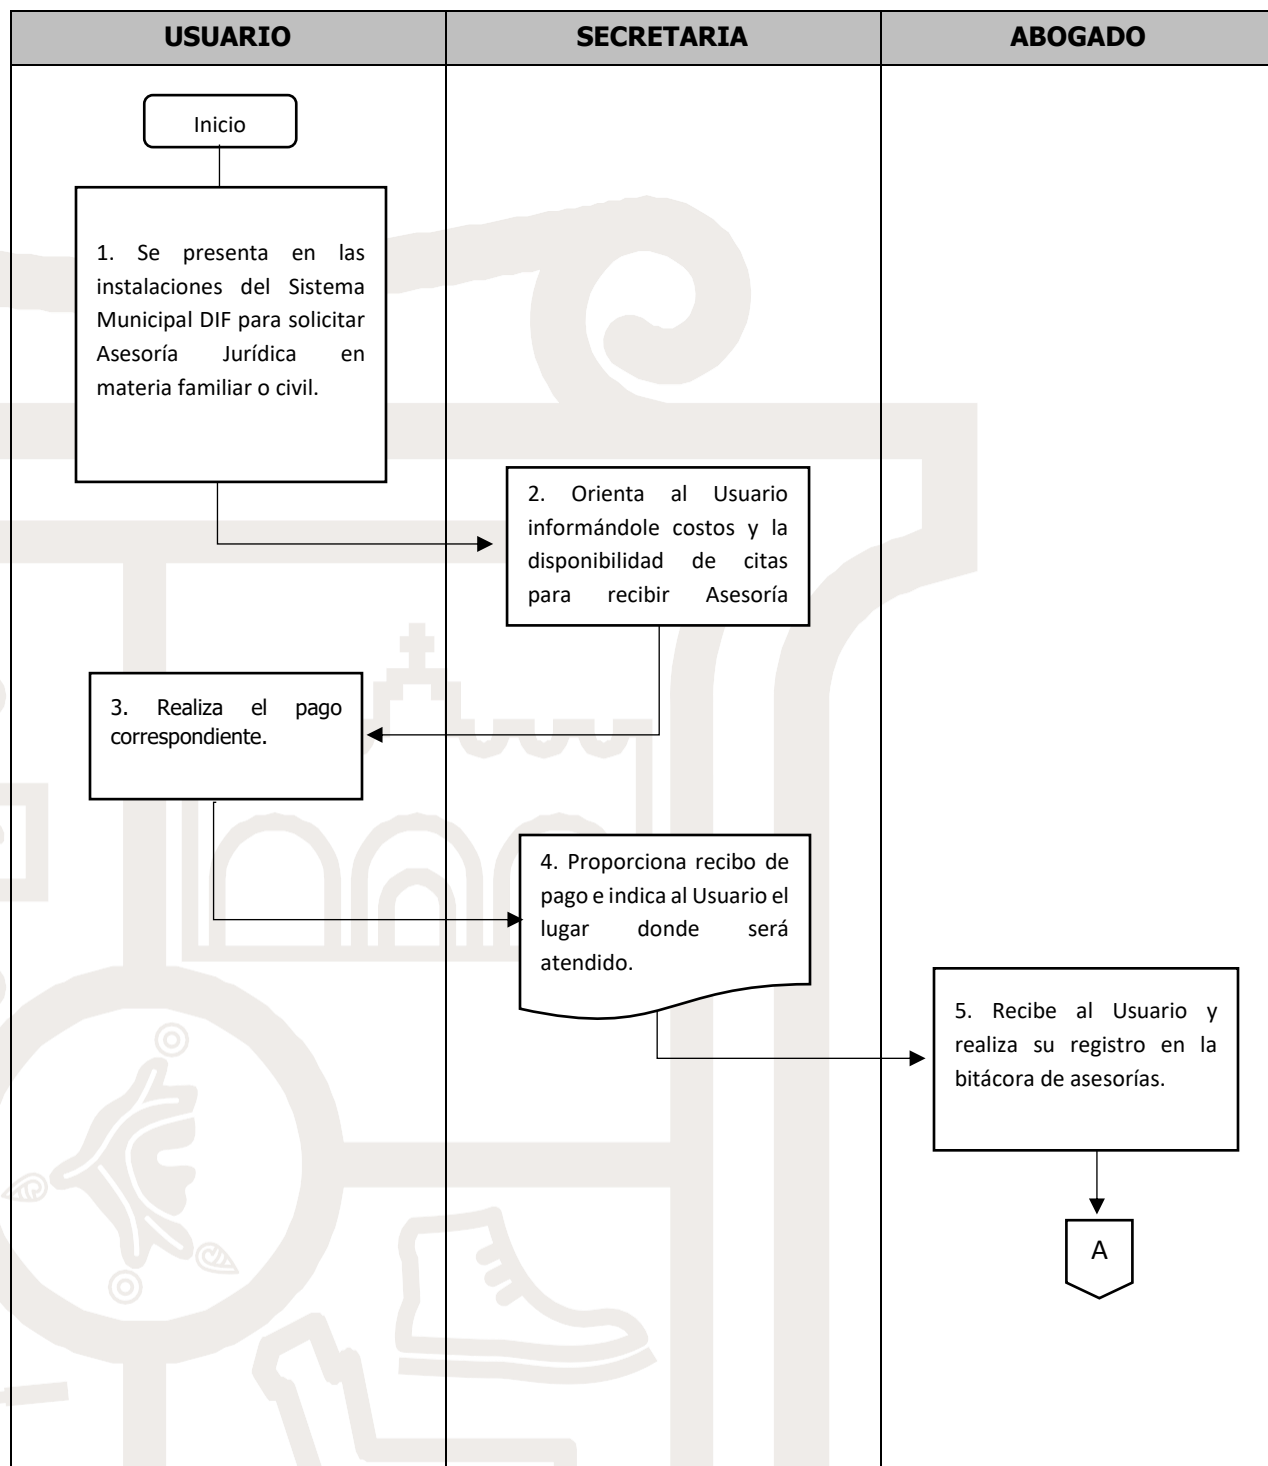 USUARIO
SECRETARIA
ABOGADO
Inicio
1. Se presenta en las
instalaciones del Sistema
Municipal DIF para solicitar
Asesoría Jurídica en
materia familiar o civil.
2. Orienta al Usuario
informándole costos y la
disponibilidad de citas
para recibir Asesoría
3. Realiza el pago
correspondiente.
4. Proporciona recibo de
pago e indica al Usuario el
lugar donde será
atendido.
5. Recibe al Usuario y
realiza su registro en la
bitácora de asesorías.
A